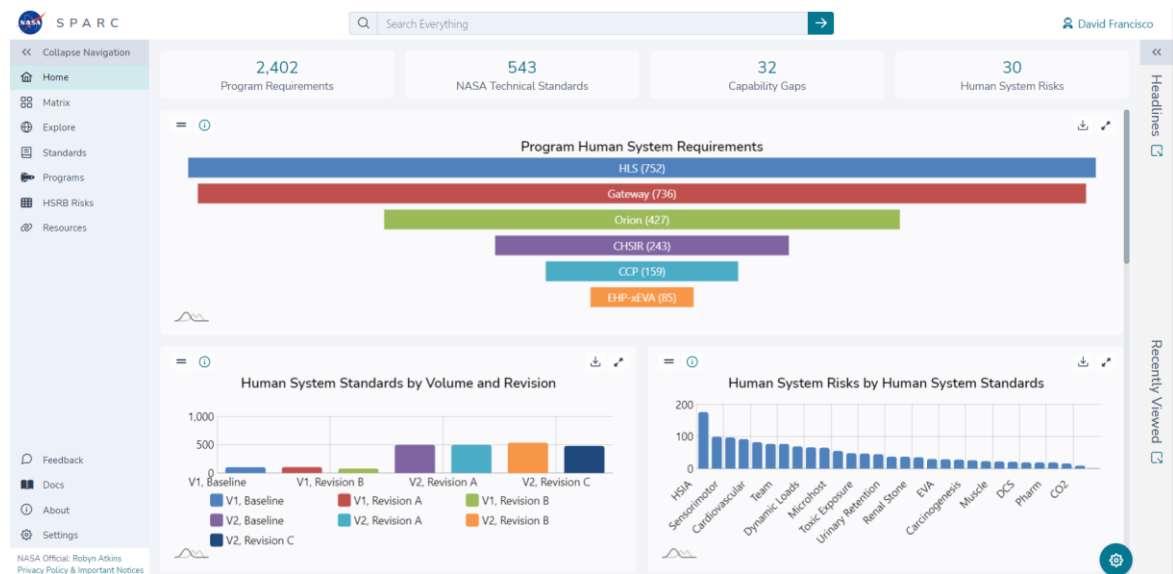 NASA
SPARC
Search Everything
David Francisco
Collapse Navigation
Home
Matrix
Explore
Standards
Programs
HSRB Risks
Resources
Feedback
Docs
About
Settings
NASA Official: Robyn Atkins
Privacy Policy & Important Notices
2,402
Program Requirements
543
NASA Technical Standards
32
Capability Gaps
30
Human System Risks
Program Human System Requirements
HLS (752)
Gateway (736)
Orion (427)
CHSIR (243)
CCP (159)
EHP-xEVA (85)
Human System Standards by Volume and Revision
1,000
500
0
V1, Baseline
V1, Revision B
V2, Revision A
V2, Revision C
V1, Baseline
V1, Revision A
V1, Revision B
V2, Baseline
V2, Revision A
V2, Revision B
V2, Revision C
Human System Risks by Human System Standards
200
100
0
HSIA
Sensorimotor
Cardiovascular
Team
Dynamic Loads
Microhost
Toxic Exposure
Urinary Retention
Renal Stone
EVA
Carcinogenesis
Muscle
DCS
Pharm
CO2
Headlines
Recently Viewed